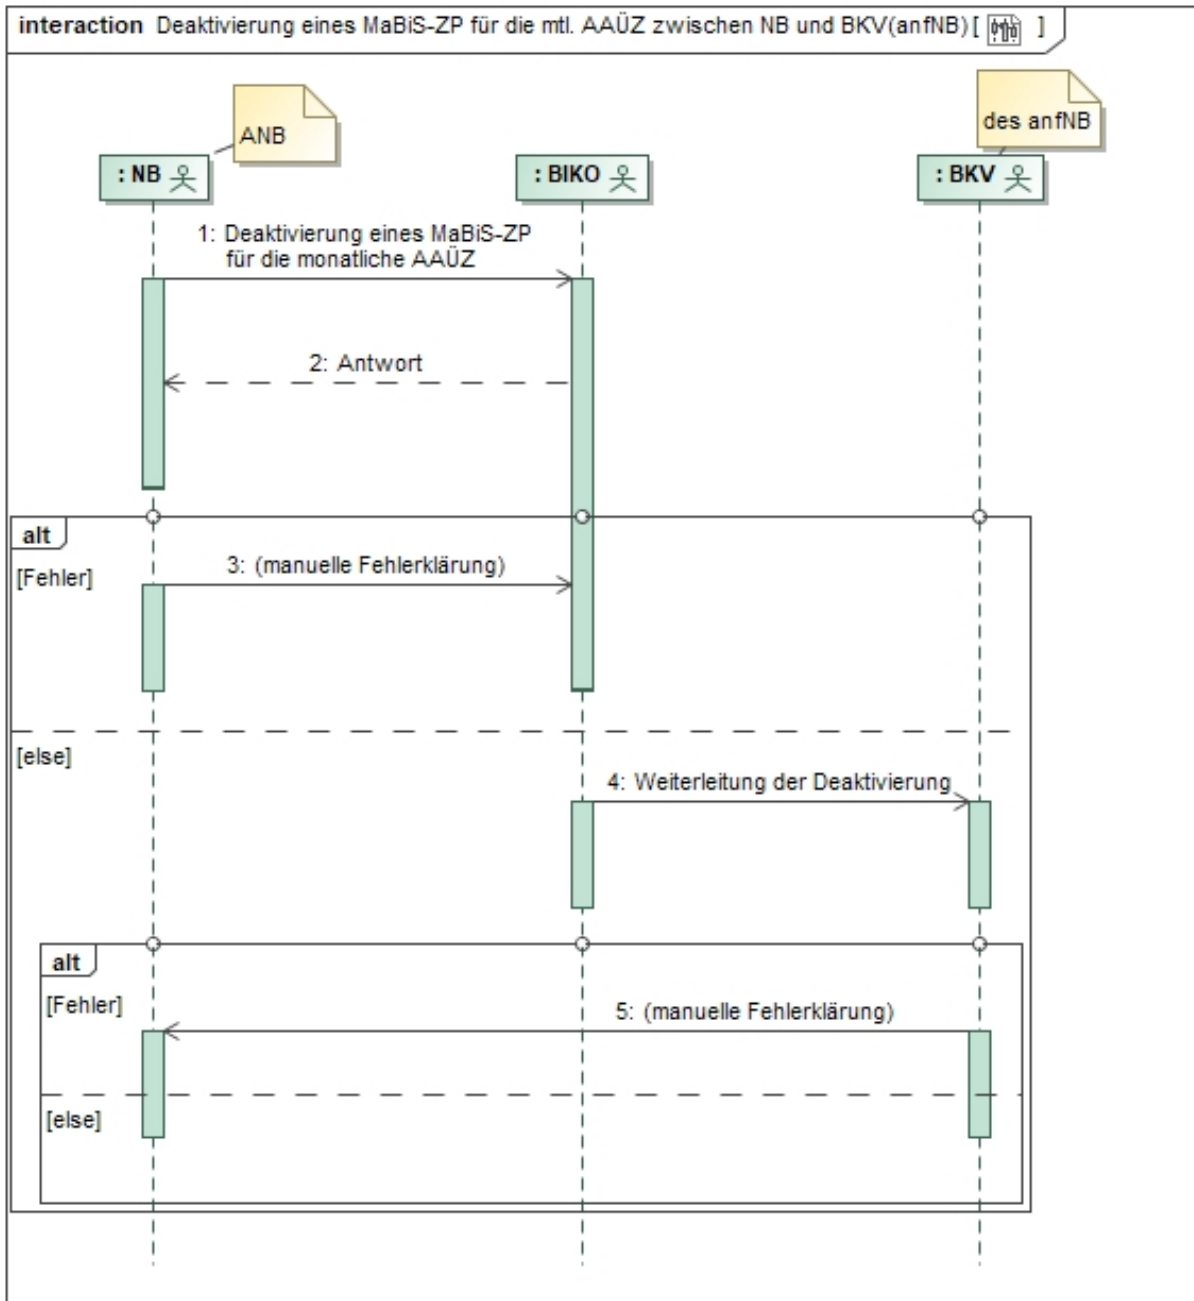 interaction Deaktivierung eines MaBiS-ZP für die mtl. AAÜZ zwischen NB und BKV(anfNB) [ ]
ANB
des anfNB
: NB
: BIKO
: BKV
1: Deaktivierung eines MaBiS-ZP
für die monatliche AAÜZ
2: Antwort
alt
[Fehler]
3: (manuelle Fehlerklärung)
[else]
4: Weiterleitung der Deaktivierung
alt
[Fehler]
5: (manuelle Fehlerklärung)
[else]